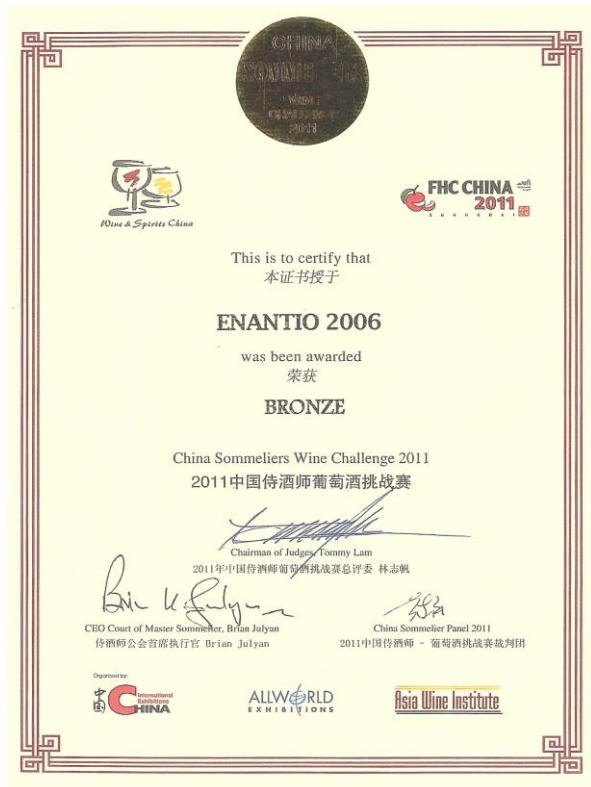 CHINA
SOMMELIERS
WINE
CHALLENGE
2011
Wine & Spirits China
FHC CHINA
2011
SHANGHAI
This is to certify that
本证书授于
ENANTIO 2006
was been awarded
荣获
BRONZE
China Sommeliers Wine Challenge 2011
2011中国侍酒师葡萄酒挑战赛
Chairman of Judges, Tommy Lam
2011年中国侍酒师葡萄酒挑战赛总评委 林志帆
Brian K. Julyan
CEO Court of Master Sommelier, Brian Julyan
侍酒师公会首席执行官 Brian Julyan
China Sommelier Panel 2011
2011中国侍酒师 - 葡萄酒挑战赛裁判团
Organised by:
中国
International
Exhibitions
CHINA
ALLWORLD
EXHIBITIONS
Asia Wine Institute